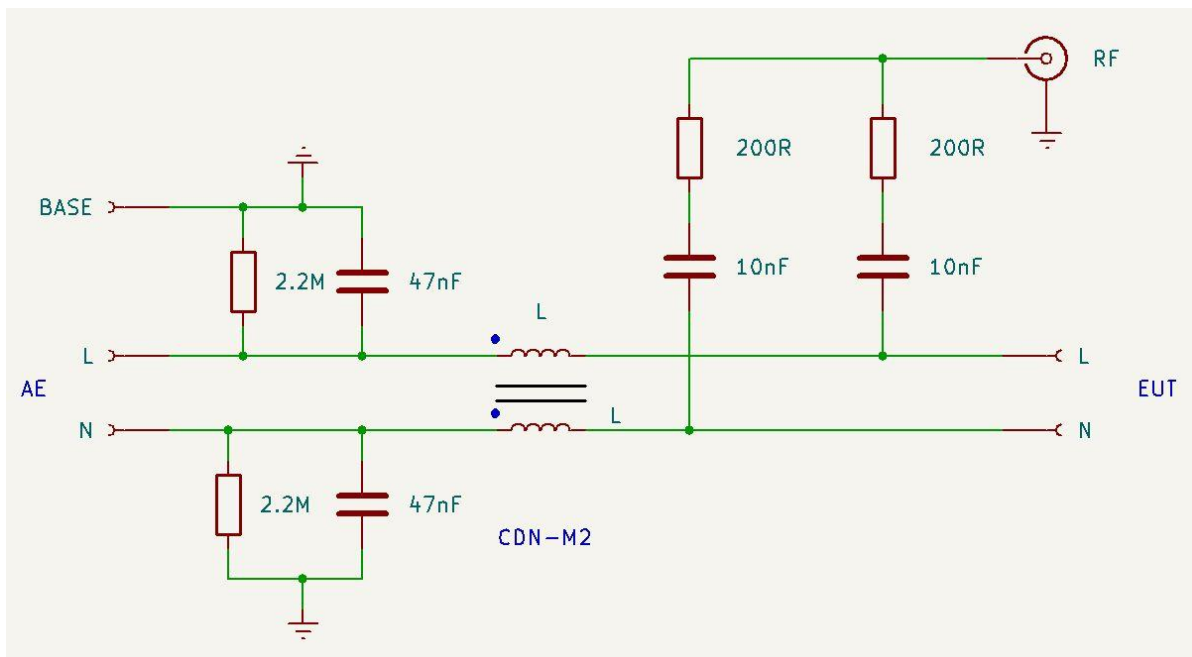 RF
200R
200R
BASE
2.2M
47nF
10nF
10nF
L
L
L
AE
EUT
N
L
N
2.2M
47nF
CDN-M2